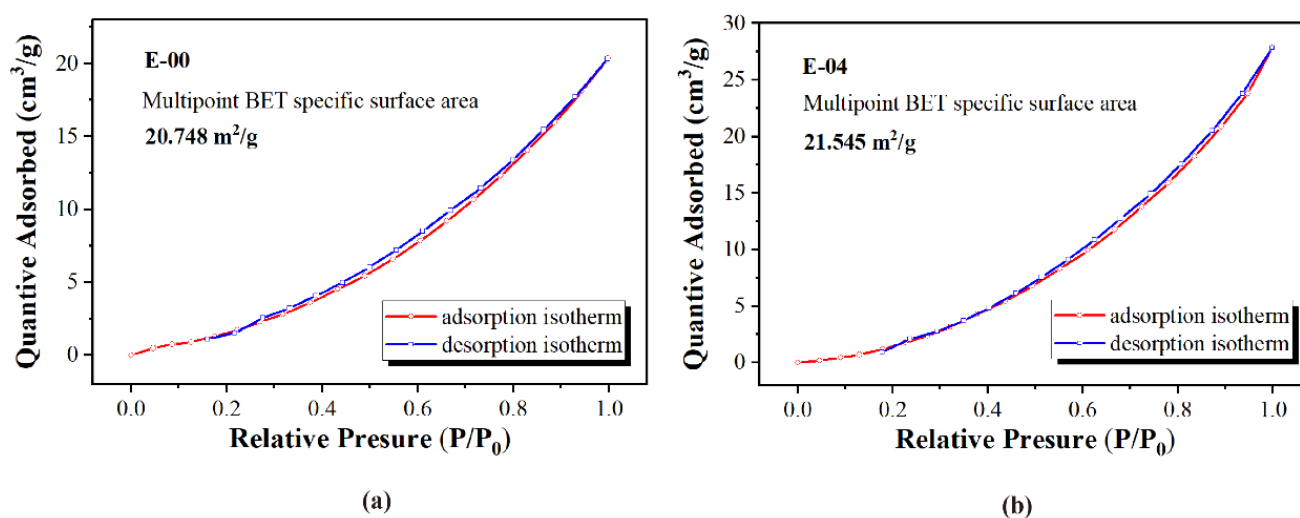 E-00
Multipoint BET specific surface area
20.748 m²/g
Quantive Adsorbed (cm³/g)
20
15
10
5
0
adsorption isotherm
desorption isotherm
0.0 0.2 0.4 0.6 0.8 1.0
Relative Presure (P/P₀)
(a)
E-04
Multipoint BET specific surface area
21.545 m²/g
Quantive Adsorbed (cm³/g)
30
25
20
15
10
5
0
adsorption isotherm
desorption isotherm
0.0 0.2 0.4 0.6 0.8 1.0
Relative Presure (P/P₀)
(b)